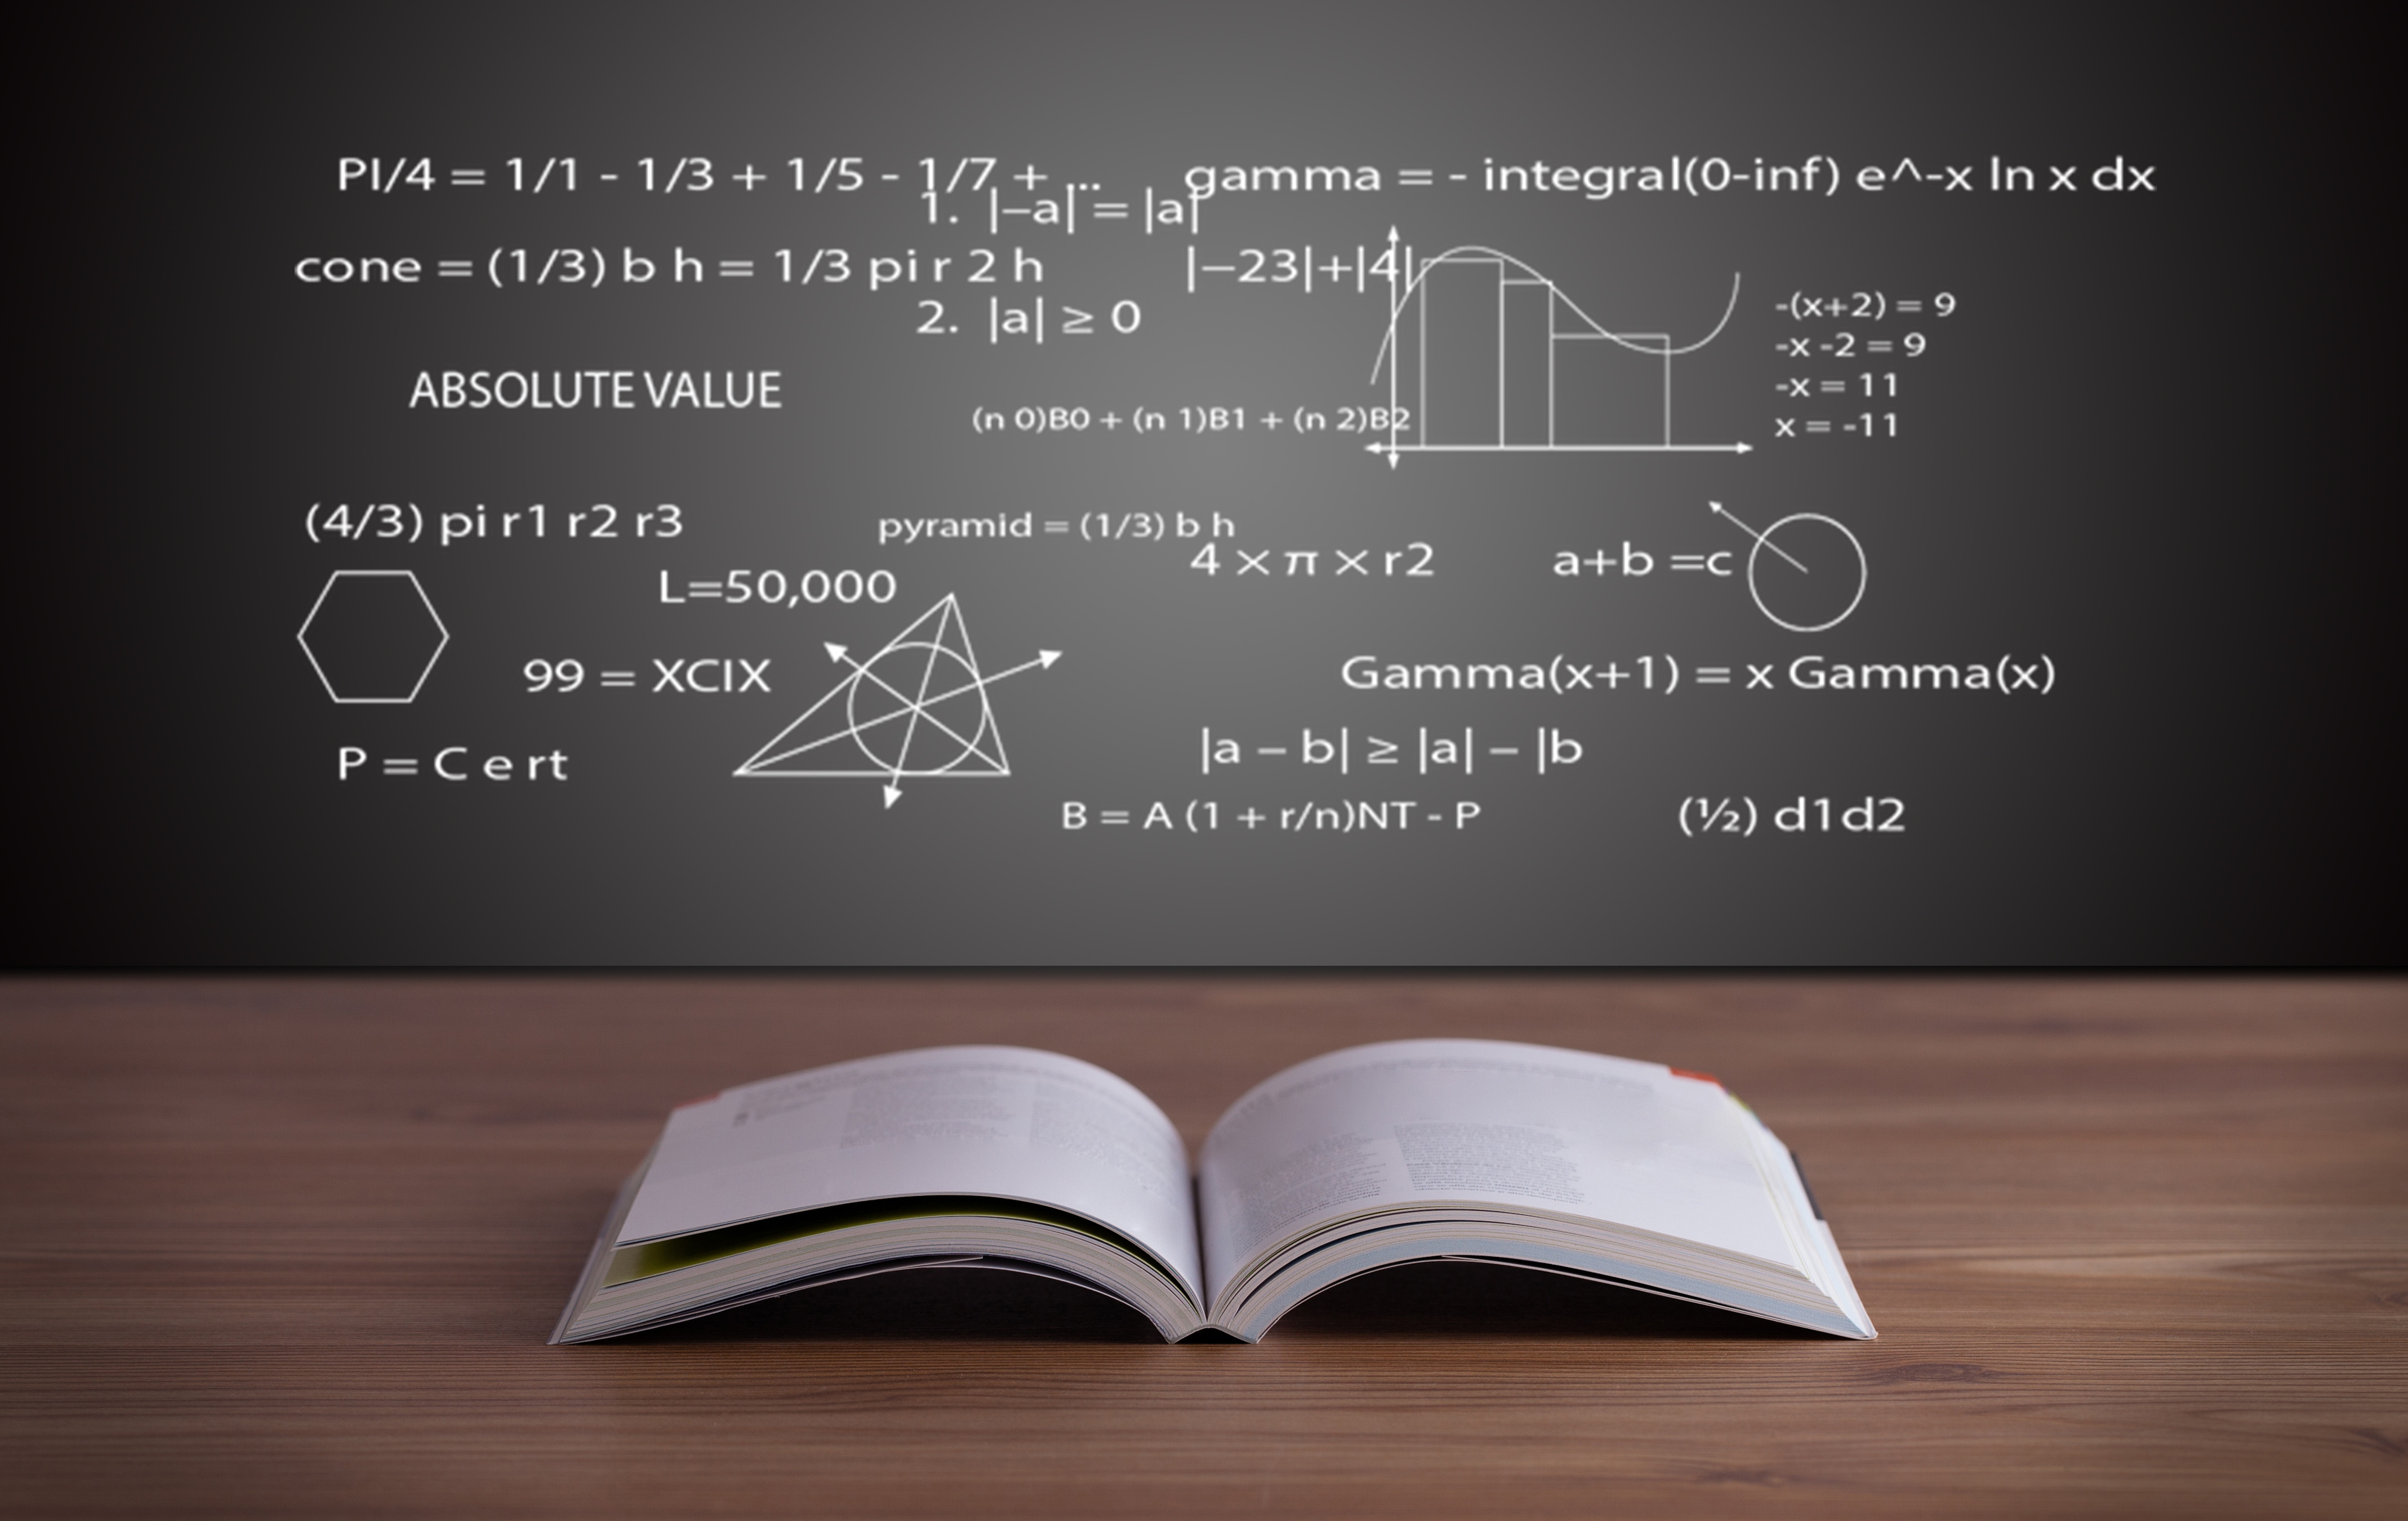 PI/4 = 1/1 - 1/3 + 1/5 - 1/7 + ...
gamma = - integral(0-inf) e^-x ln x dx
1. |−a| = |a|
cone = (1/3) b h = 1/3 pi r 2 h
|−23|+|4|
2. |a| ≥ 0
-(x+2) = 9
-x -2 = 9
-x = 11
x = -11
ABSOLUTE VALUE
(n 0)B0 + (n 1)B1 + (n 2)B2
(4/3) pi r1 r2 r3
pyramid = (1/3) b h
4 × π × r2
a+b =c
L=50,000
99 = XCIX
Gamma(x+1) = x Gamma(x)
P = C e rt
|a − b| ≥ |a| − |b
B = A (1 + r/n)NT - P
(½) d1d2